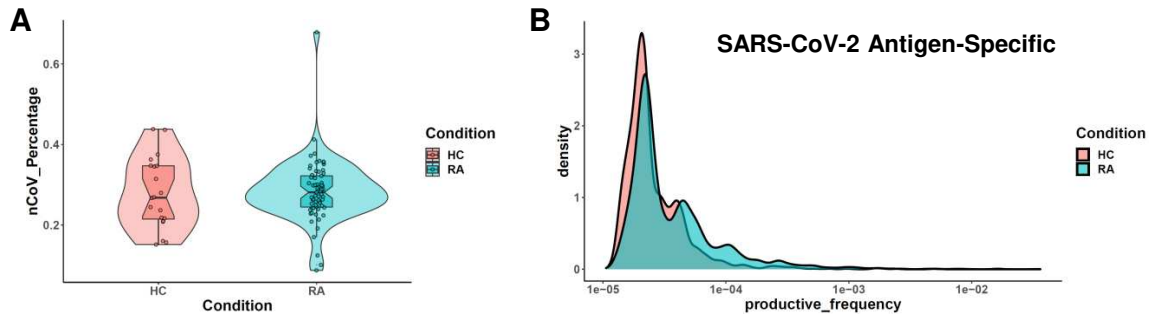 A
nCoV_Percentage
0.6
0.4
0.2
HC
RA
Condition
Condition
HC
RA
B
SARS-CoV-2 Antigen-Specific
density
3
2
1
0
1e-05
1e-04
1e-03
1e-02
productive_frequency
Condition
HC
RA